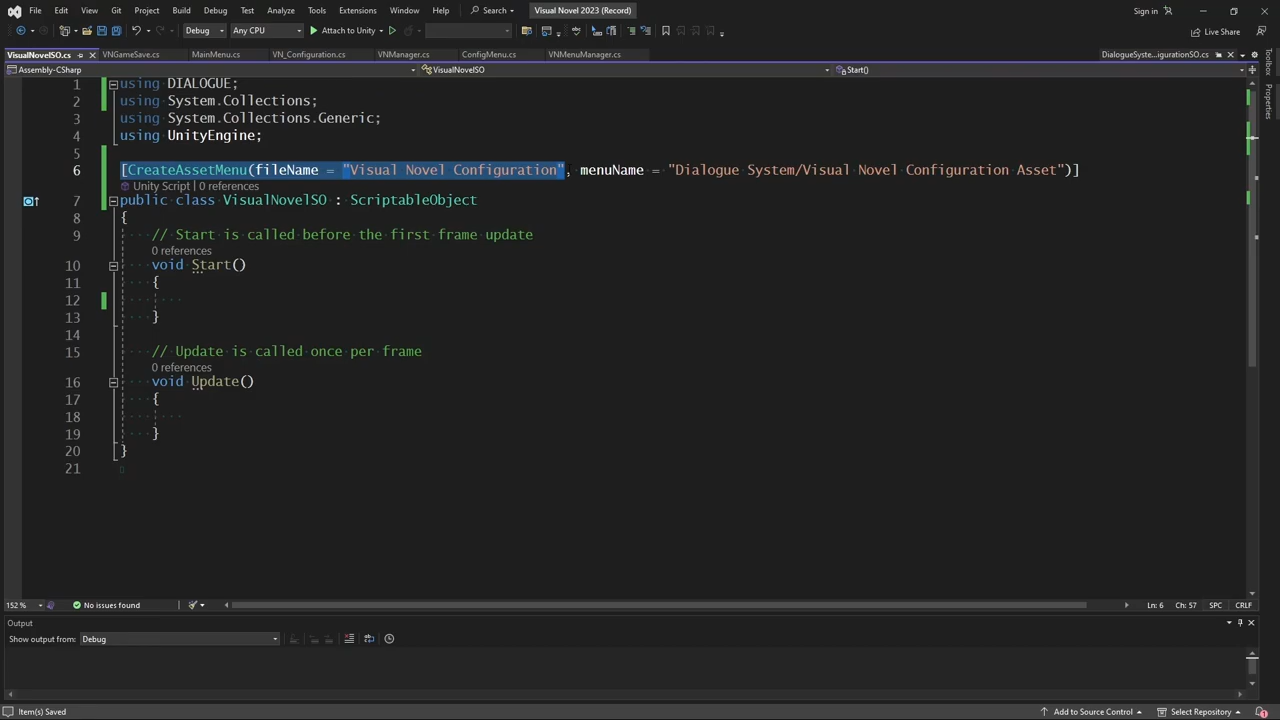 File Edit View Git Project Build Debug Test Analyze Tools Extensions Window Help Search Visual Novel 2023 (Record) Sign in
Debug Any CPU Attach to Unity Live Share
VisualNovelSO.cs VNGameSave.cs MainMenu.cs VN_Configuration.cs VNManager.cs ConfigMenu.cs VNMenuManager.cs DialogueSyste...igurationSO.cs
Assembly-CSharp VisualNovelSO Start()
Toolbox
Properties
1 using DIALOGUE;
2 using System.Collections;
3 using System.Collections.Generic;
4 using UnityEngine;
5
6 [CreateAssetMenu(fileName = "Visual Novel Configuration", menuName = "Dialogue System/Visual Novel Configuration Asset")]
Unity Script | 0 references
7 public class VisualNovelSO : ScriptableObject
8 {
9 // Start is called before the first frame update
0 references
10 void Start()
11 {
12
13 }
14
15 // Update is called once per frame
0 references
16 void Update()
17 {
18
19 }
20 }
21
152 % No issues found Ln: 6 Ch: 57 SPC CRLF
Output
Show output from: Debug
Item(s) Saved Add to Source Control Select Repository 1